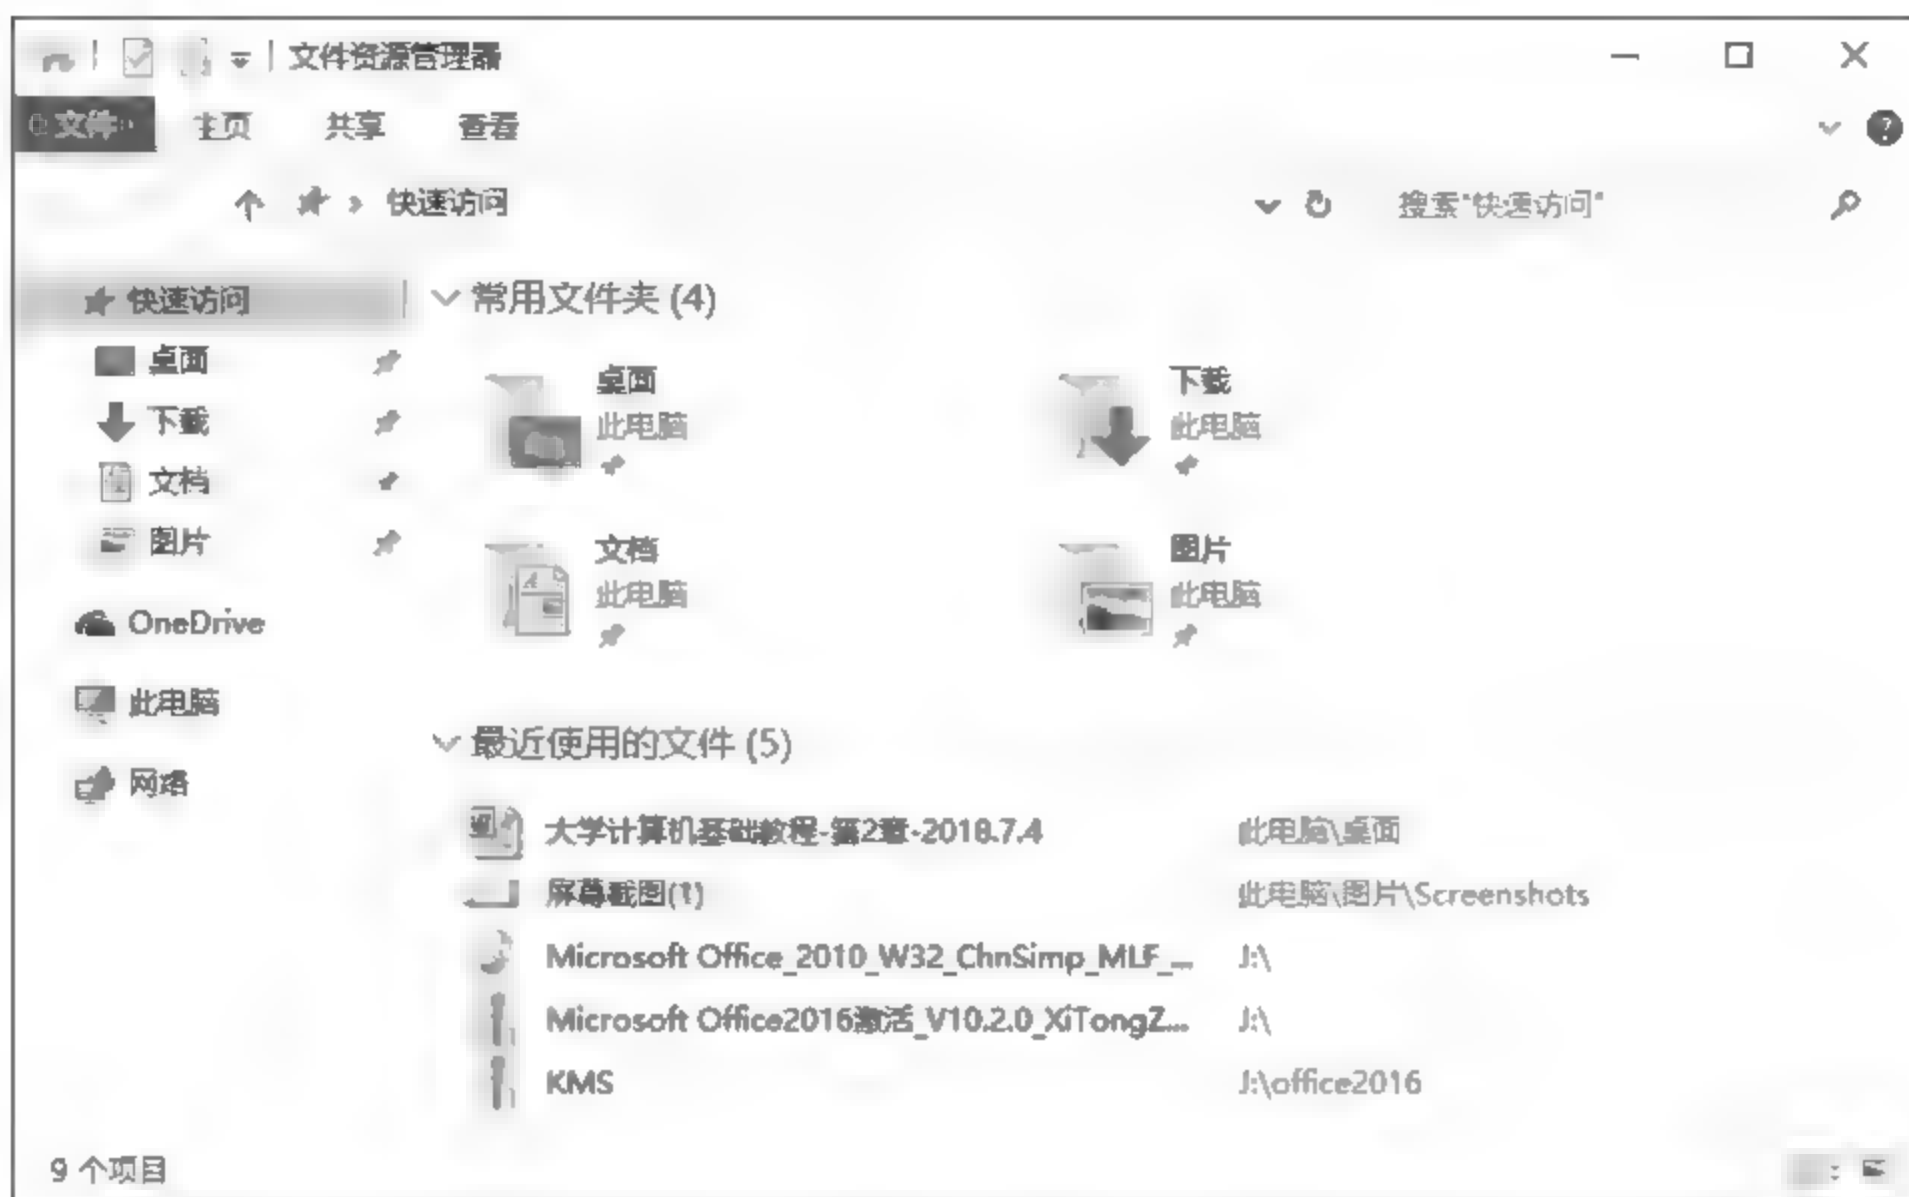 文件资源管理器
文件 主页 共享 查看
快速访问 搜索"快速访问"
快速访问
桌面
下载
文档
图片
OneDrive
此电脑
网络
常用文件夹 (4)
桌面
此电脑
下载
此电脑
文档
此电脑
图片
此电脑
最近使用的文件 (5)
大学计算机基础教程-第2章-2018.7.4 此电脑\桌面
屏幕截图(1) 此电脑\图片\Screenshots
Microsoft Office_2010_W32_ChnSimp_MLF_... J:\
Microsoft Office2016激活_V10.2.0_XiTongZ... J:\
KMS J:\office2016
9 个项目